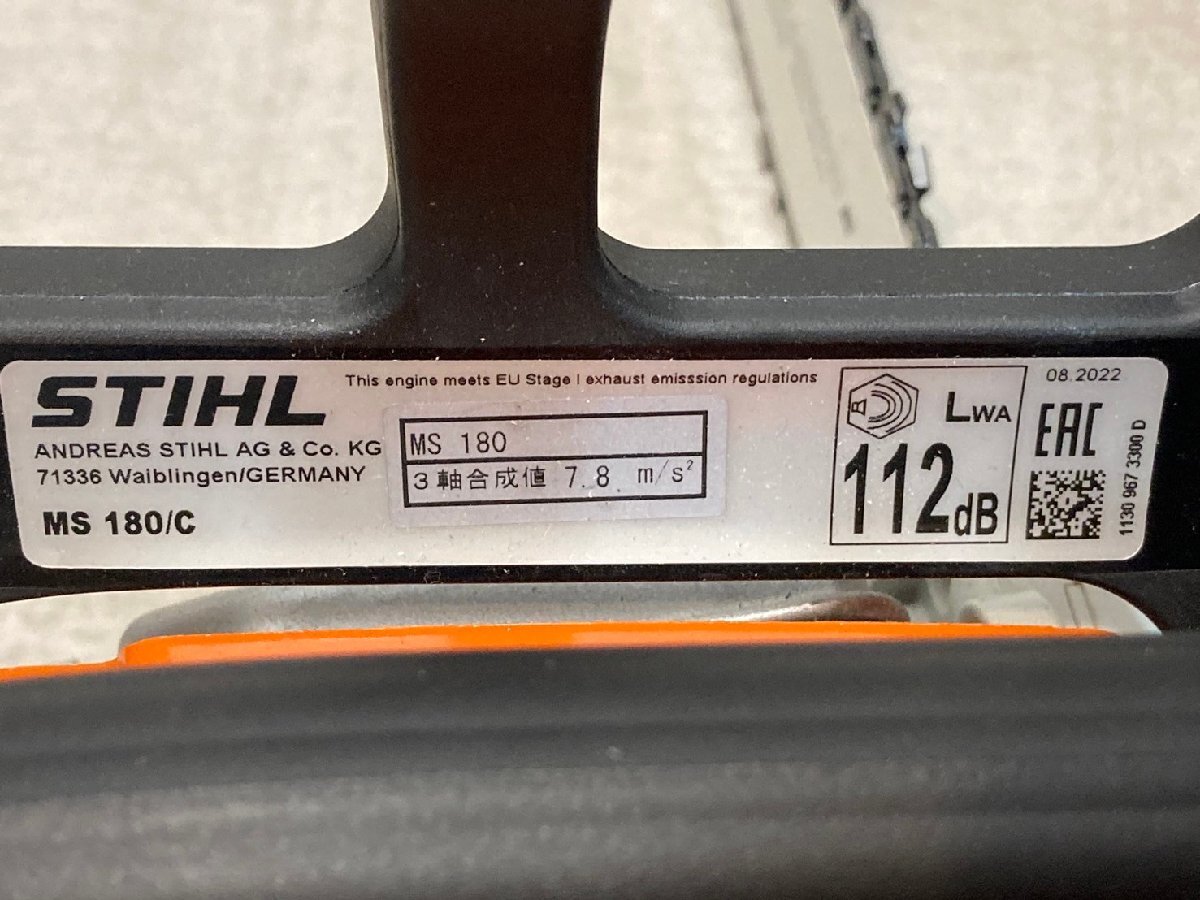 STIHL
This engine meets EU Stage I exhaust emisssion regulations
ANDREAS STIHL AG & Co. KG
71336 Waiblingen/GERMANY
MS 180/C
MS 180
3軸合成値 7.8 m/s²
LWA
112dB
08.2022
EAC
1130 967 3300 D